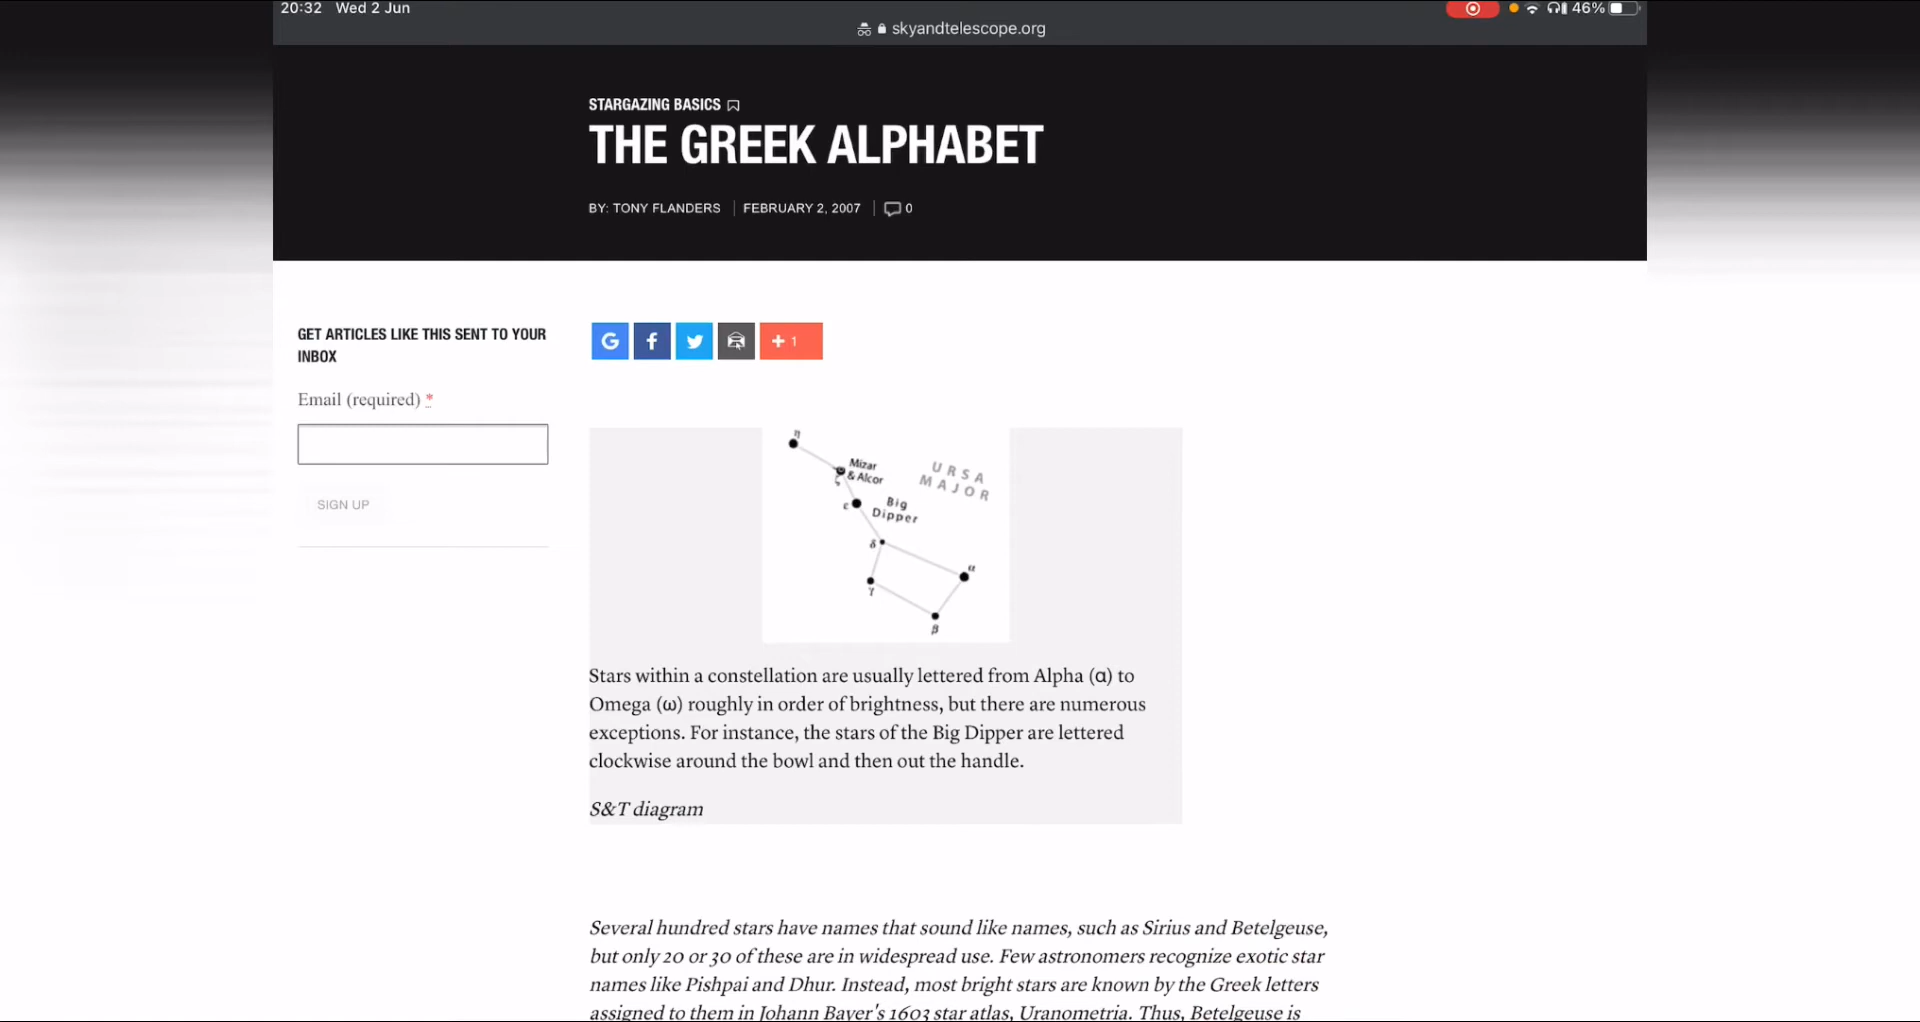 20:32 Wed 2 Jun
46%
skyandtelescope.org
STARGAZING BASICS
THE GREEK ALPHABET
BY: TONY FLANDERS FEBRUARY 2, 2007 0
GET ARTICLES LIKE THIS SENT TO YOUR
INBOX
Email (required) *
SIGN UP
G f + 1
η
Mizar
& Alcor
ζ
URSA
MAJOR
ε
Big
Dipper
δ
α
γ
β
Stars within a constellation are usually lettered from Alpha (α) to
Omega (ω) roughly in order of brightness, but there are numerous
exceptions. For instance, the stars of the Big Dipper are lettered
clockwise around the bowl and then out the handle.
S&T diagram
Several hundred stars have names that sound like names, such as Sirius and Betelgeuse,
but only 20 or 30 of these are in widespread use. Few astronomers recognize exotic star
names like Pishpai and Dhur. Instead, most bright stars are known by the Greek letters
assigned to them in Johann Bayer's 1603 star atlas, Uranometria. Thus, Betelgeuse is